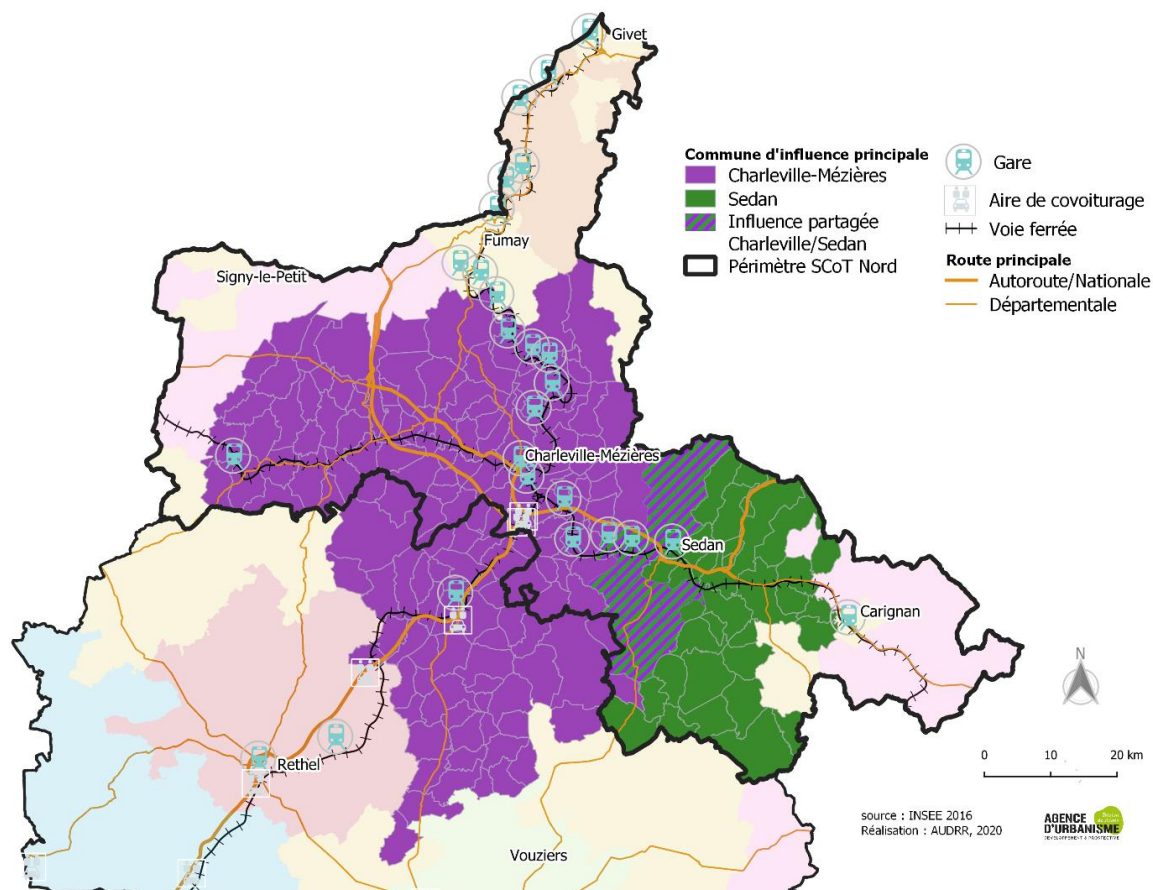 Givet
Commune d'influence principale
Charleville-Mézières
Sedan
Influence partagée
Charleville/Sedan
Périmètre SCoT Nord
Gare
Aire de covoiturage
Voie ferrée
Route principale
Autoroute/Nationale
Départementale
Fumay
Signy-le-Petit
Charleville-Mézières
Sedan
Carignan
N
Rethel
0 10 20 km
Vouziers
source : INSEE 2016
Réalisation : AUDRR, 2020
AGENCE
D'URBANISME
DÉVELOPPEMENT & PROSPECTIVE